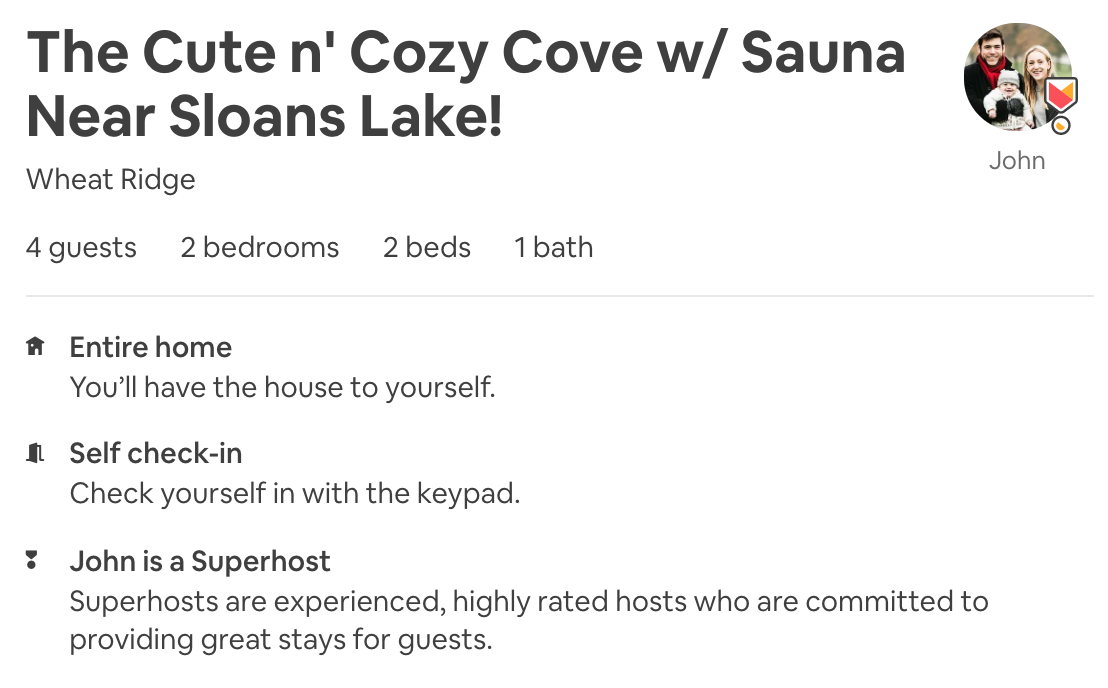 The Cute n' Cozy Cove w/ Sauna
Near Sloans Lake!
John
Wheat Ridge
4 guests 2 bedrooms 2 beds 1 bath
Entire home
You’ll have the house to yourself.
Self check-in
Check yourself in with the keypad.
John is a Superhost
Superhosts are experienced, highly rated hosts who are committed to
providing great stays for guests.